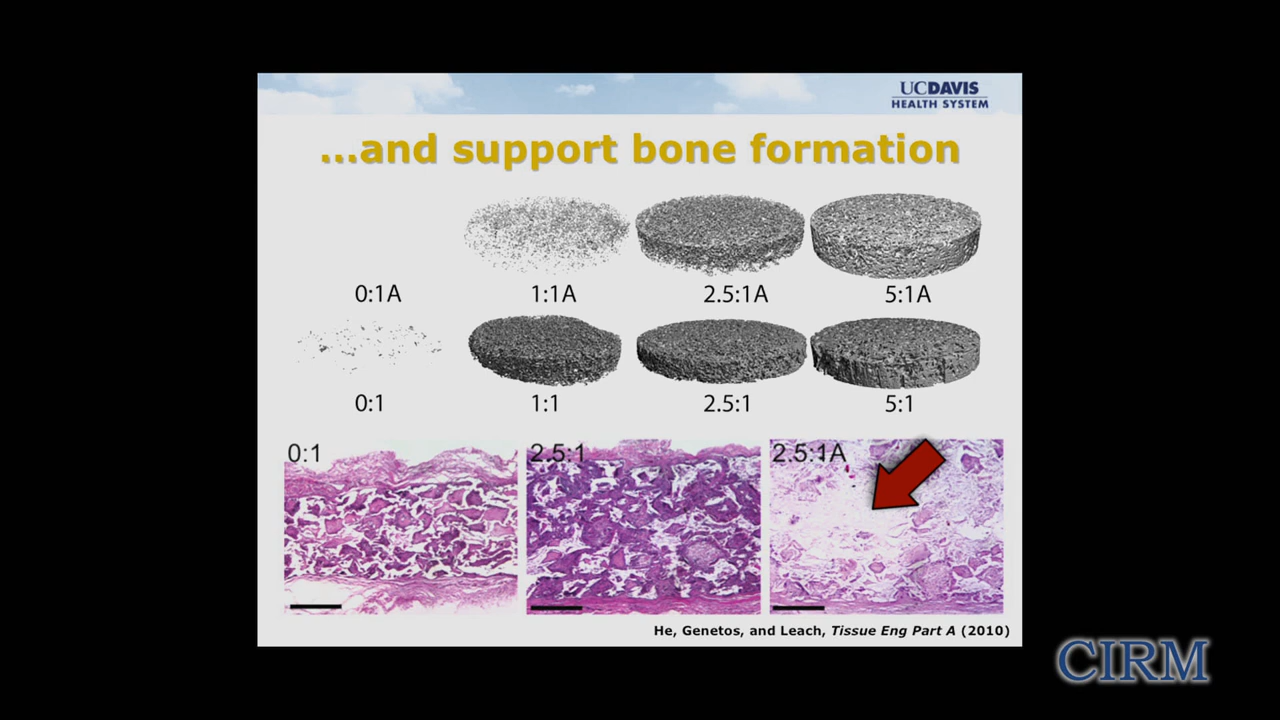 UCDAVIS
HEALTH SYSTEM
...and support bone formation
0:1A 1:1A 2.5:1A 5:1A
0:1 1:1 2.5:1 5:1
0:1 2.5:1 2.5:1A
He, Genetos, and Leach, Tissue Eng Part A (2010)
CIRM